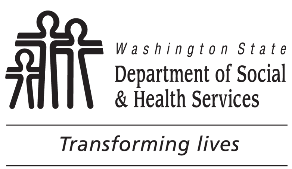 Washington State
Department of Social
& Health Services
Transforming lives